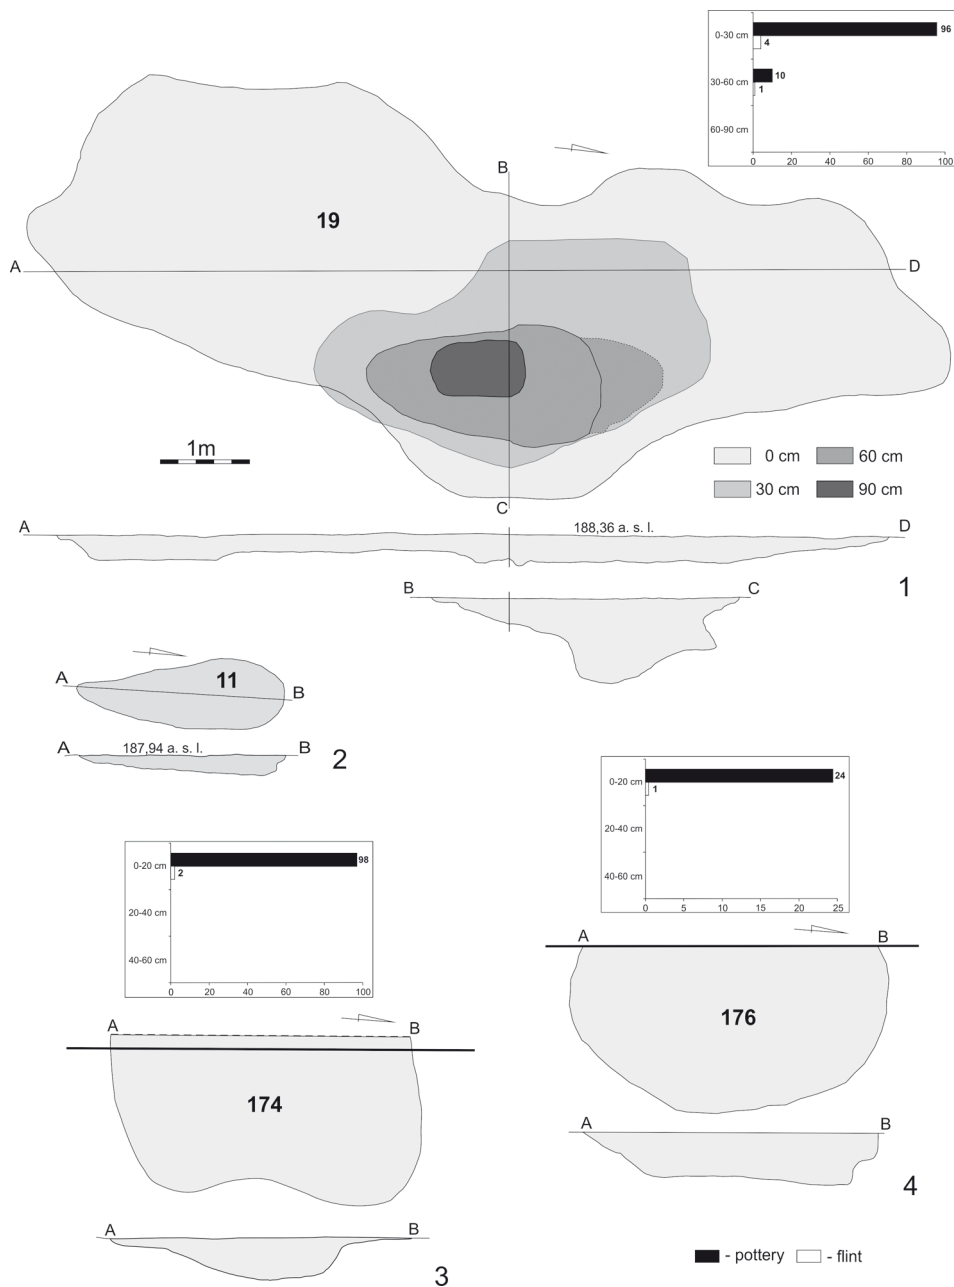 0-30 cm 96
4
30-60 cm 10
1
60-90 cm
0 20 40 60 80 100
B
19
A D
1m
0 cm 60 cm
30 cm 90 cm
C
A 188,36 a. s. l. D
1
B C
A 11 B
A 187,94 a. s. l. B
2
0-20 cm 24
1
20-40 cm
40-60 cm
0 5 10 15 20 25
0-20 cm 98
2
20-40 cm
40-60 cm
0 20 40 60 80 100
A B
176
A B
174
A B
4
A B
3
- pottery - flint